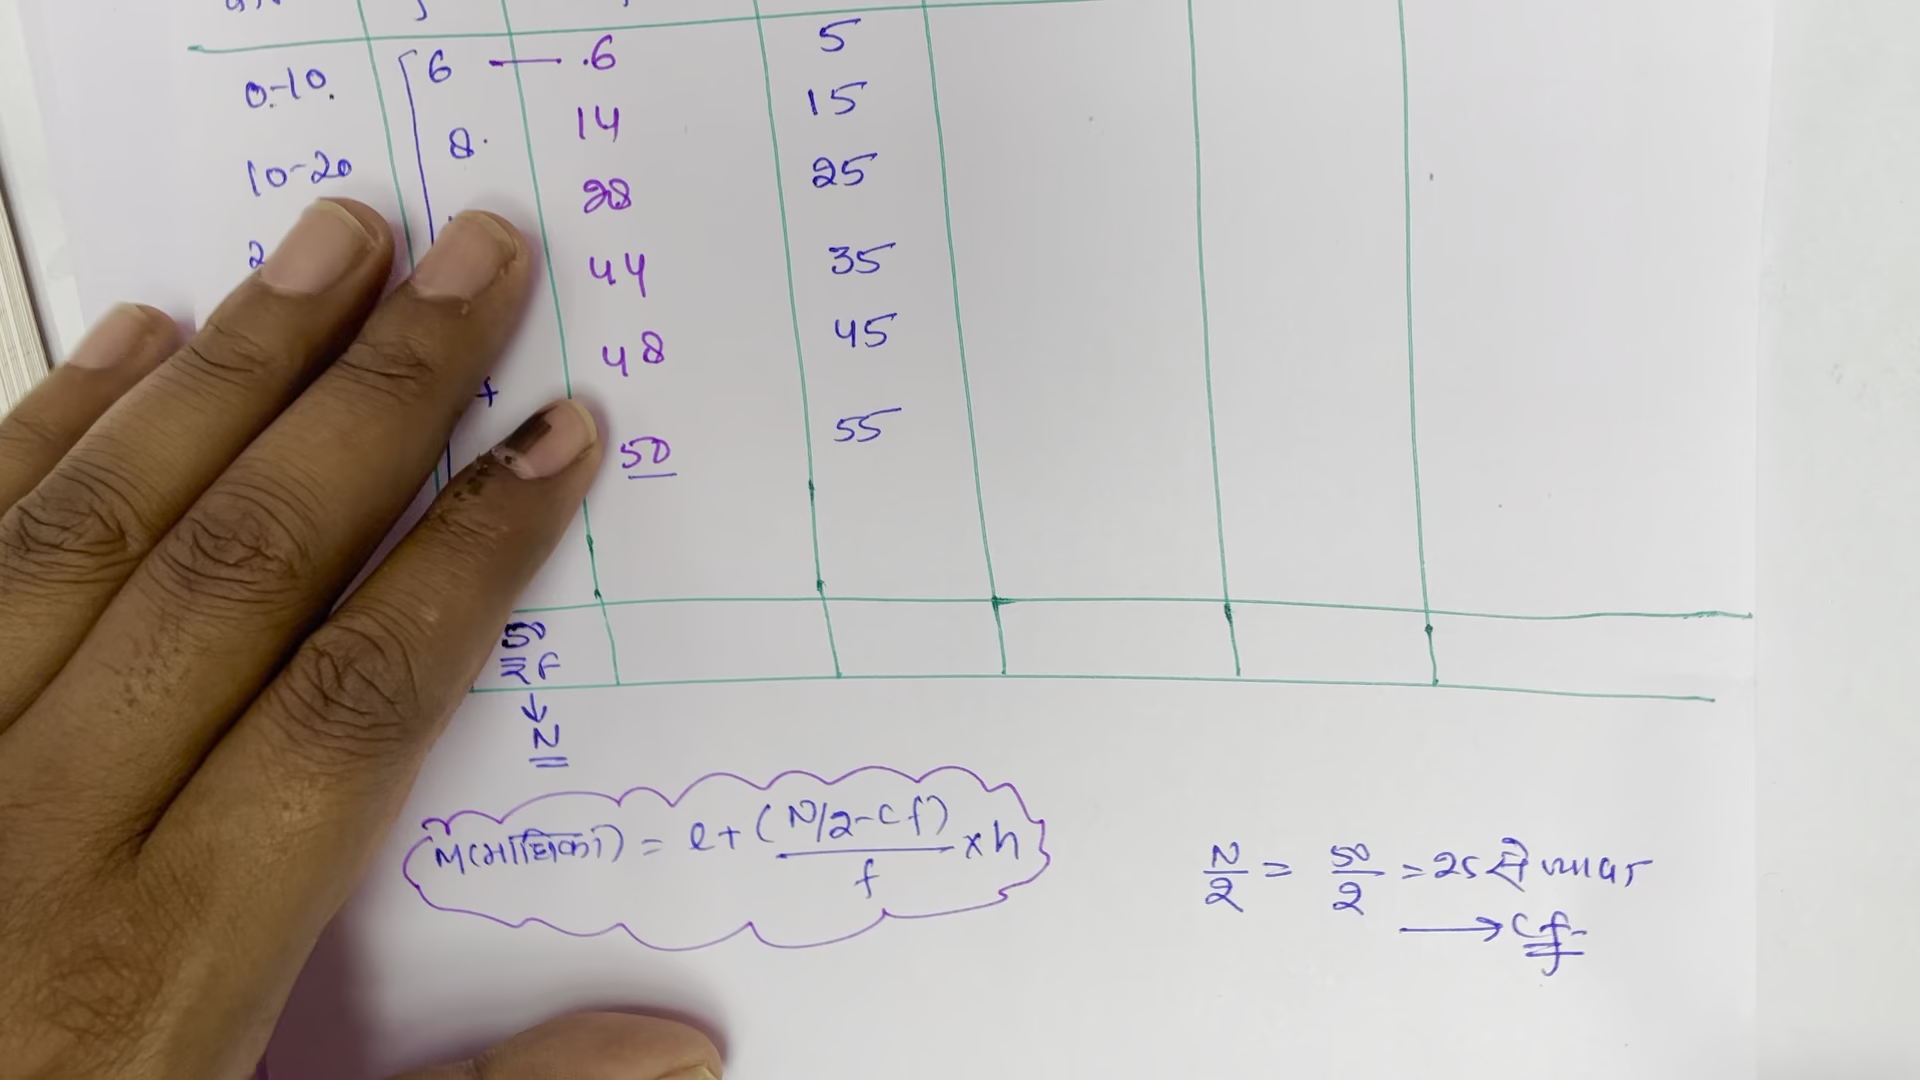 0-10. 6 — .6 5
10-20 8. 14 15
2 28 25
44 35
48 45
50 55
50
Σf
↓
N
M(माधिका) = l + (N/2-cf) / f × h
N/2 = 50/2 = 25 से
→ Cf